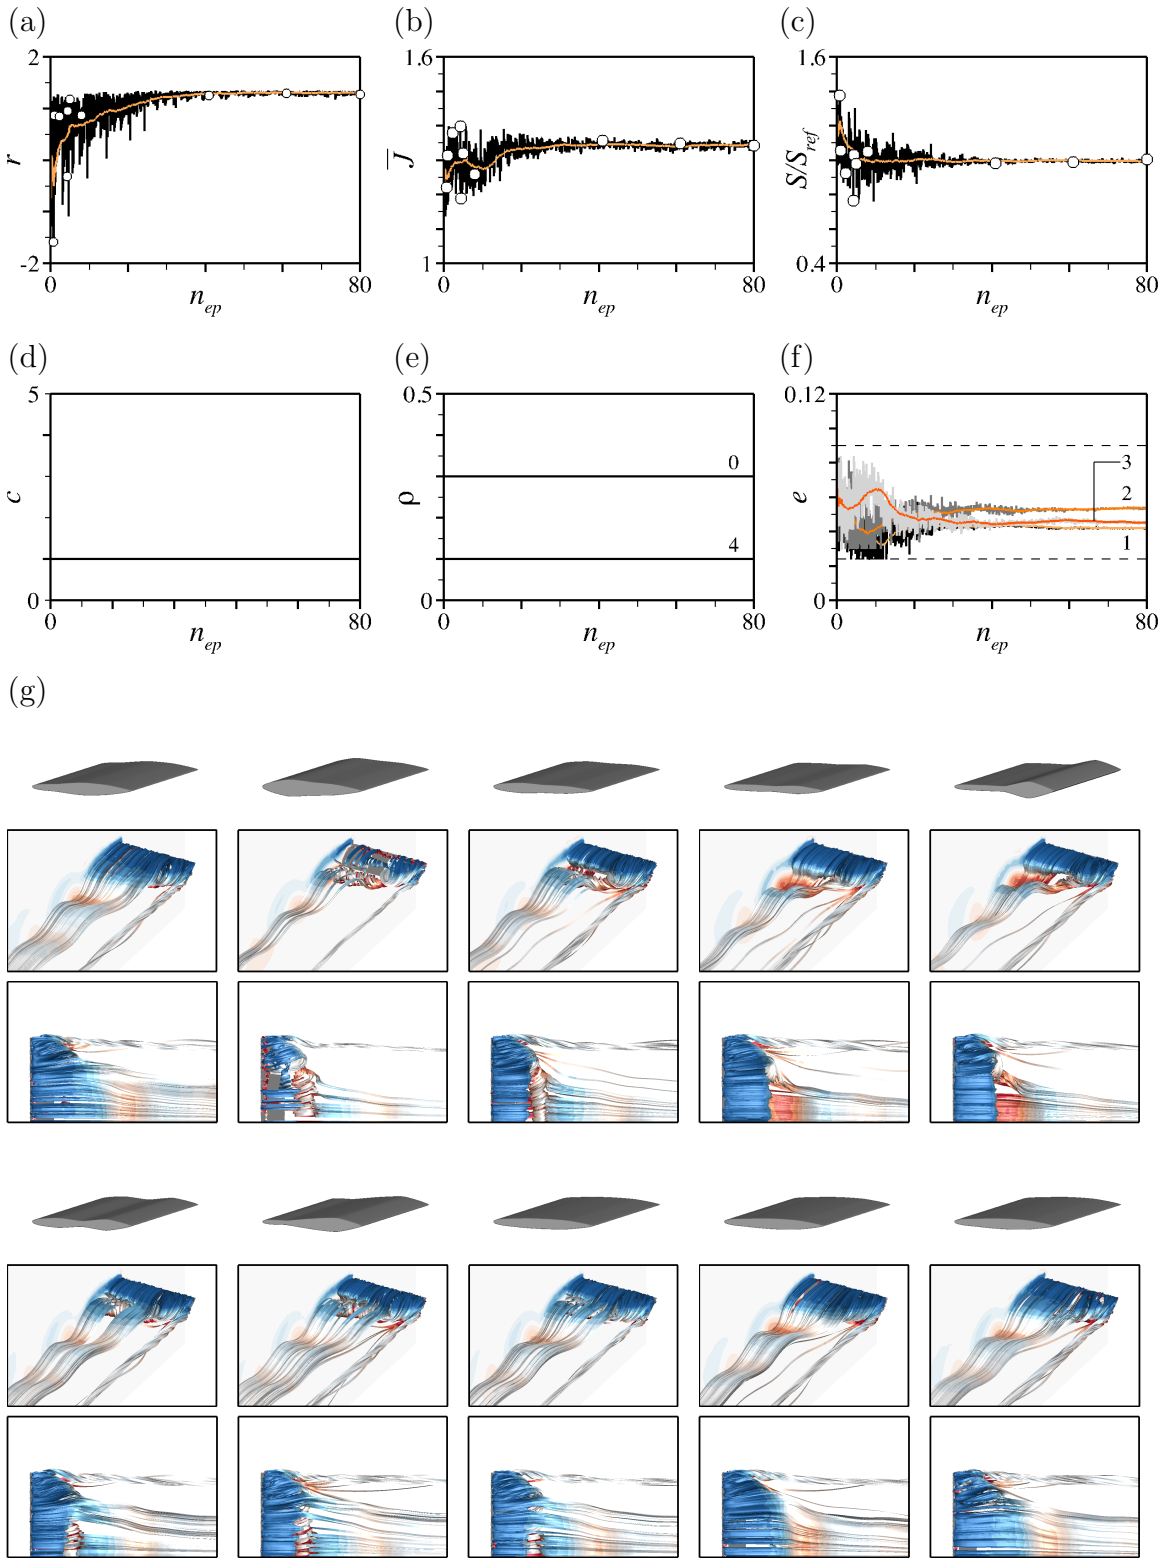 (a) (b) (c)
2 1.6 1.6
r J S/S_ref
-2 1 0.4
0 80 0 80 0 80
n_ep n_ep n_ep
(d) (e) (f)
5 0.5 0.12
0 3
2
c ρ e
4 1
0 0 0
0 80 0 80 0 80
n_ep n_ep n_ep
(g)